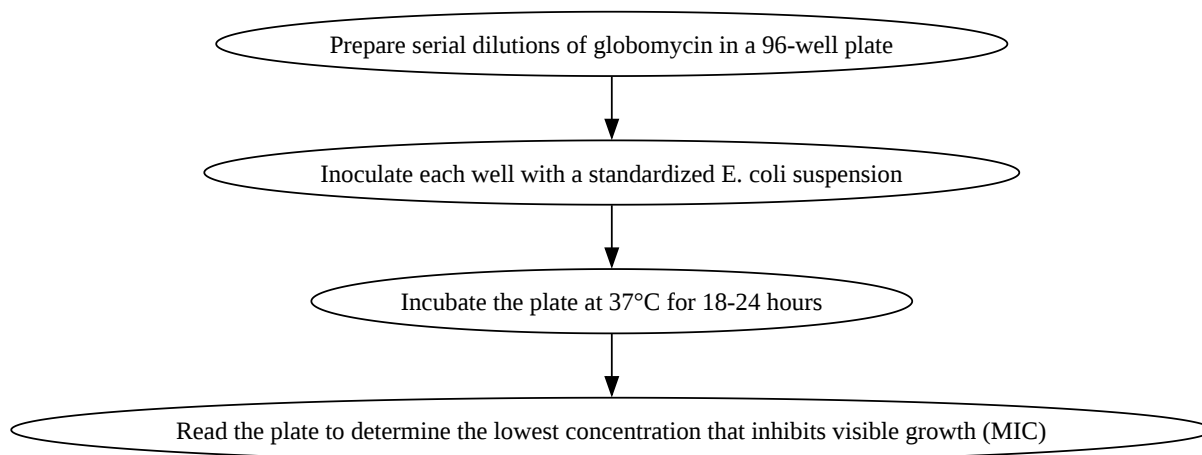 Prepare serial dilutions of globomycin in a 96-well plate
Inoculate each well with a standardized E. coli suspension
Incubate the plate at 37°C for 18-24 hours
Read the plate to determine the lowest concentration that inhibits visible growth (MIC)